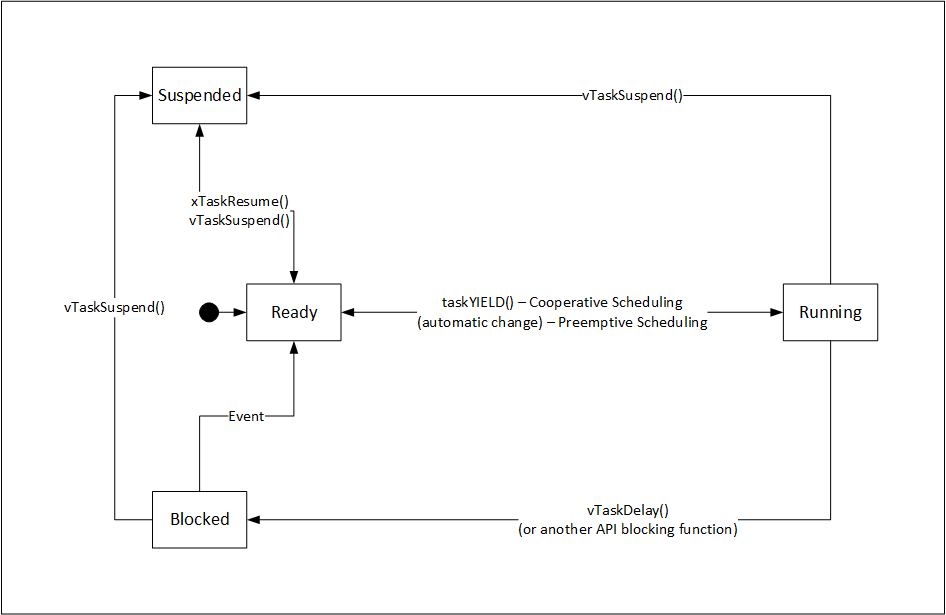 Suspended
vTaskSuspend()
xTaskResume()
vTaskSuspend()
vTaskSuspend()
Ready
taskYIELD() – Cooperative Scheduling
(automatic change) – Preemptive Scheduling
Running
Event
Blocked
vTaskDelay()
(or another API blocking function)